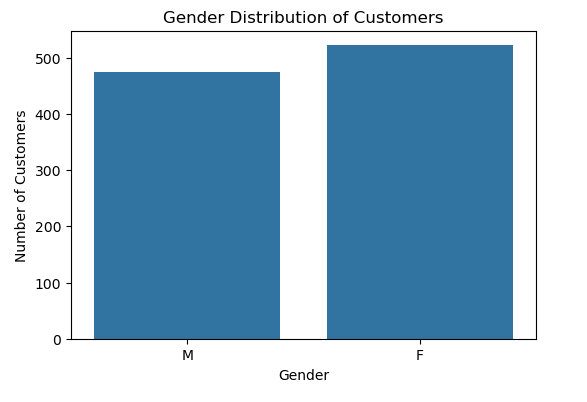 Gender Distribution of Customers
Number of Customers
500
400
300
200
100
0
M F
Gender